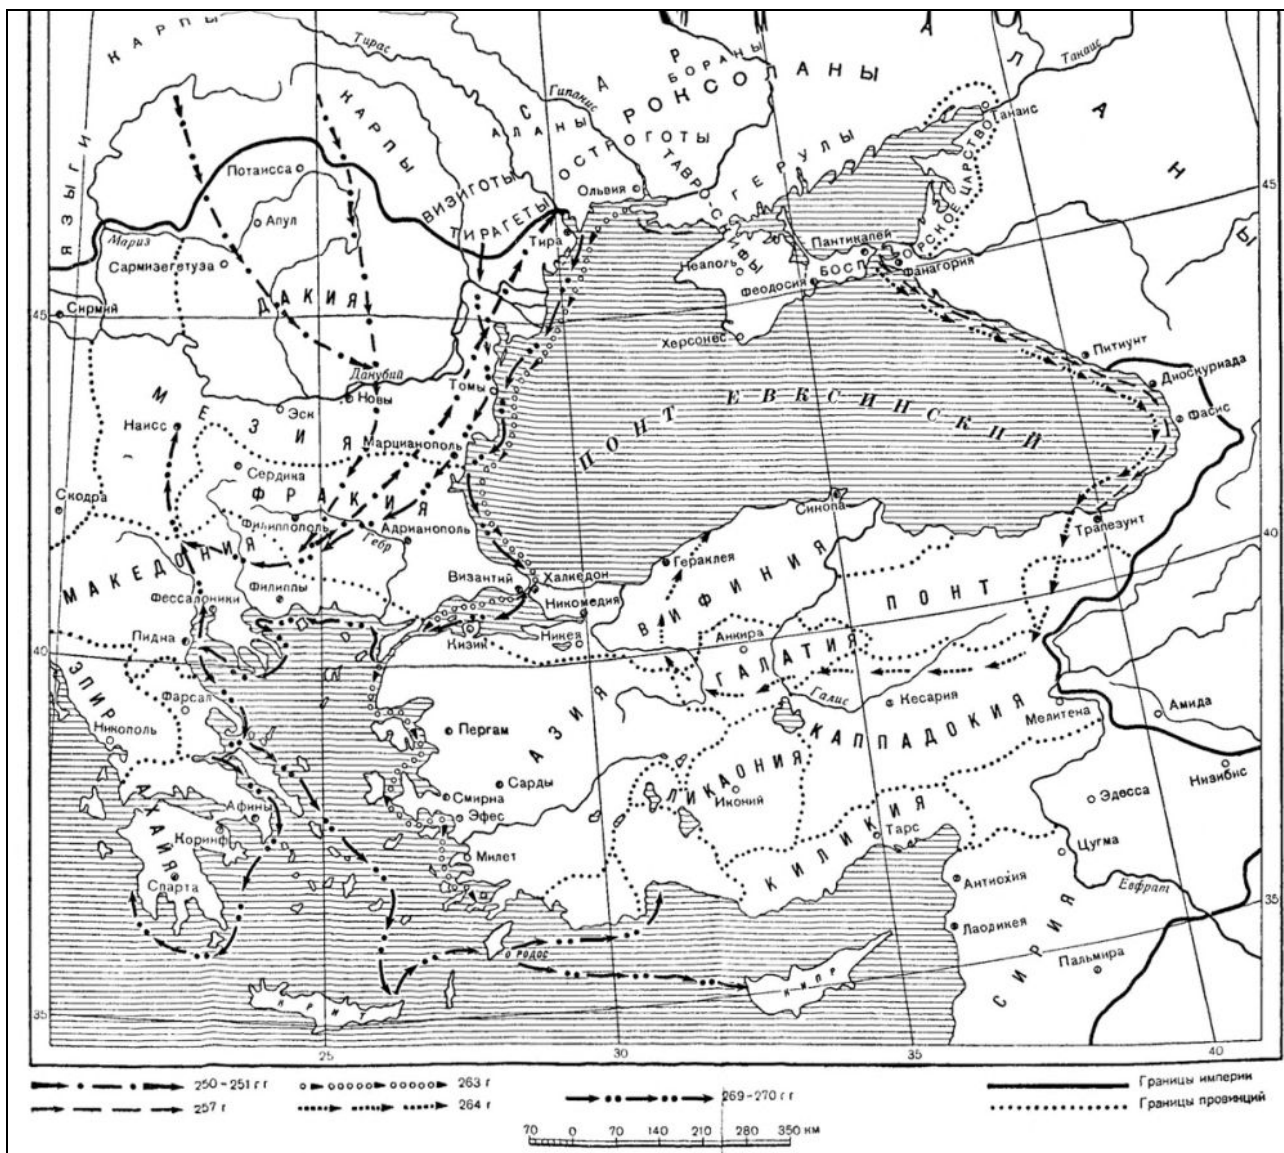 КАРПЫ
Тирас
САРМАТЫ
БОРАНЫ
АЛАНЫ
Танаис
ЯЗЫГИ
КАРПЫ
Гипанис
АЛАНЫ
РОКСОЛАНЫ
ОСТРОГОТЫ
Танаис
Потаисса
ВИЗИГОТЫ
ТАВРОСКИФЫ
ГЕРУЛЫ
БОСПОРСКОЕ ЦАРСТВО
45
Апул
Ольвия
ТИРАГЕТЫ
Мариз
Тира
Пантикапей
Сармизегетуза
Неаполь
Фанагория
Феодосия
ДАКИЯ
45
Сирмий
Херсонес
Питиунт
Диоскуриада
Данубий
Томы
Новы
Эск
Фасис
МЕЗИЯ
Наисс
ПОНТ ЕВКСИНСКИЙ
Марцианополь
Сердика
Скодра
ФРАКИЯ
Синопа
Филиппополь
Адрианополь
Гебр
Трапезунт
40
МАКЕДОНИЯ
Гераклея
Византий
Халкедон
Филиппы
Никомедия
ВИФИНИЯ
ПОНТ
Фессалоники
Пидна
Кизик
Никея
Анкира
40
ГАЛАТИЯ
ЭПИР
Галис
Кесария
Фарсал
Мелитена
Амида
Никополь
Пергам
АЗИЯ
КАППАДОКИЯ
Низибис
Сарды
ЛИКАОНИЯ
АХАЙЯ
Смирна
Иконий
Эдесса
Афины
Эфес
Коринф
Тарс
Милет
КИЛИКИЯ
Цугма
Спарта
Антиохия
Евфрат
35
Лаодикея
О РОДОС
СИРИЯ
Пальмира
КРИТ
КИПР
35
25
30
35
40
250–251 гг
263 г
269–270 гг
Границы империи
257 г
264 г
Границы провинций
70 0 70 140 210 280 350 км